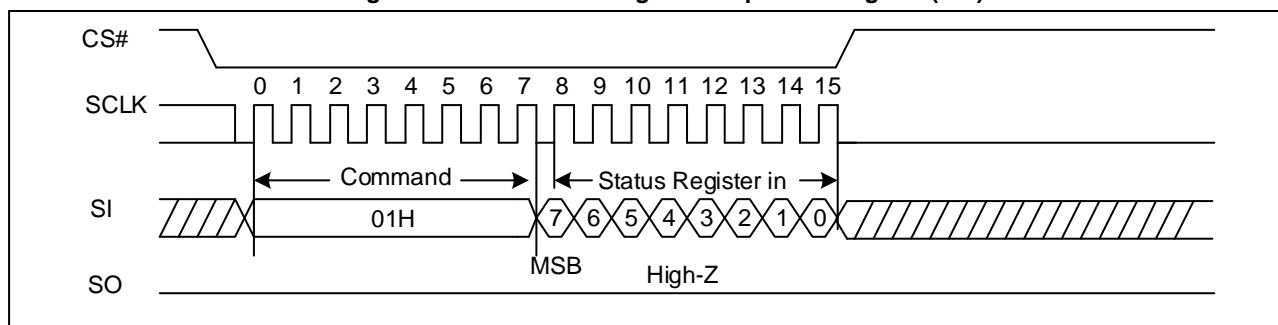 CS#
0 1 2 3 4 5 6 7 8 9 10 11 12 13 14 15
SCLK
Command Status Register in
SI 01H 7 6 5 4 3 2 1 0
MSB High-Z
SO